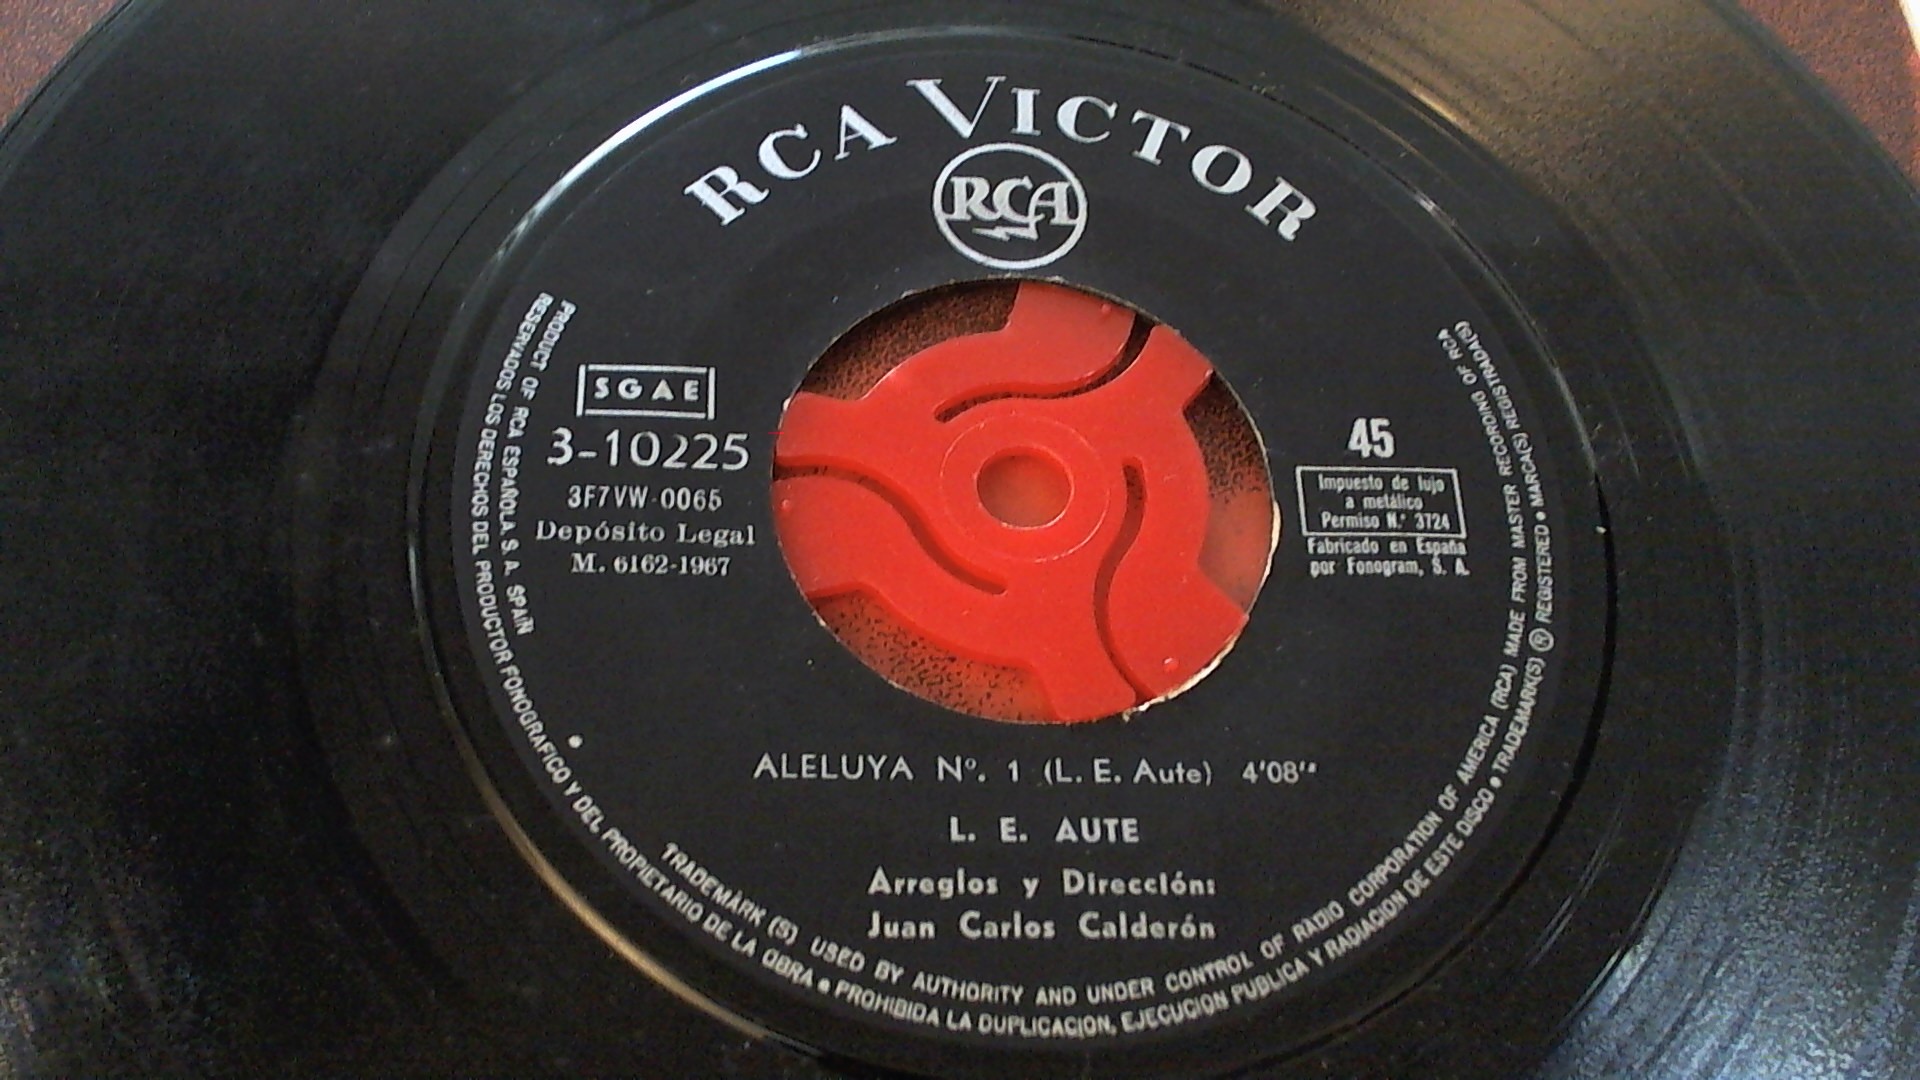 RCA VICTOR
RCA
SGAE
3-10225
3F7VW-0065
Depósito Legal
M. 6162-1967
45
Impuesto de lujo
a metálico
Permiso N.º 3724
Fabricado en España
por Fonogram, S. A.
ALELUYA Nº. 1 (L. E. Aute) 4'08''
L. E. AUTE
Arreglos y Dirección:
Juan Carlos Calderón
PRODUCT OF RCA ESPAÑOLA. S. A. SPAIN
TRADEMARK (S) USED BY AUTHORITY AND UNDER CONTROL OF RADIO CORPORATION OF AMERICA (RCA) MADE FROM MASTER RECORDING OF RCA
RESERVADOS LOS DERECHOS DEL PRODUCTOR FONOGRAFICO Y DEL PROPIETARIO DE LA OBRA • PROHIBIDA LA DUPLICACION, EJECUCION PUBLICA Y RADIACION DE ESTE DISCO • TRADEMARK(S) ® REGISTERED • MARCA(S) REGISTRADA(S)